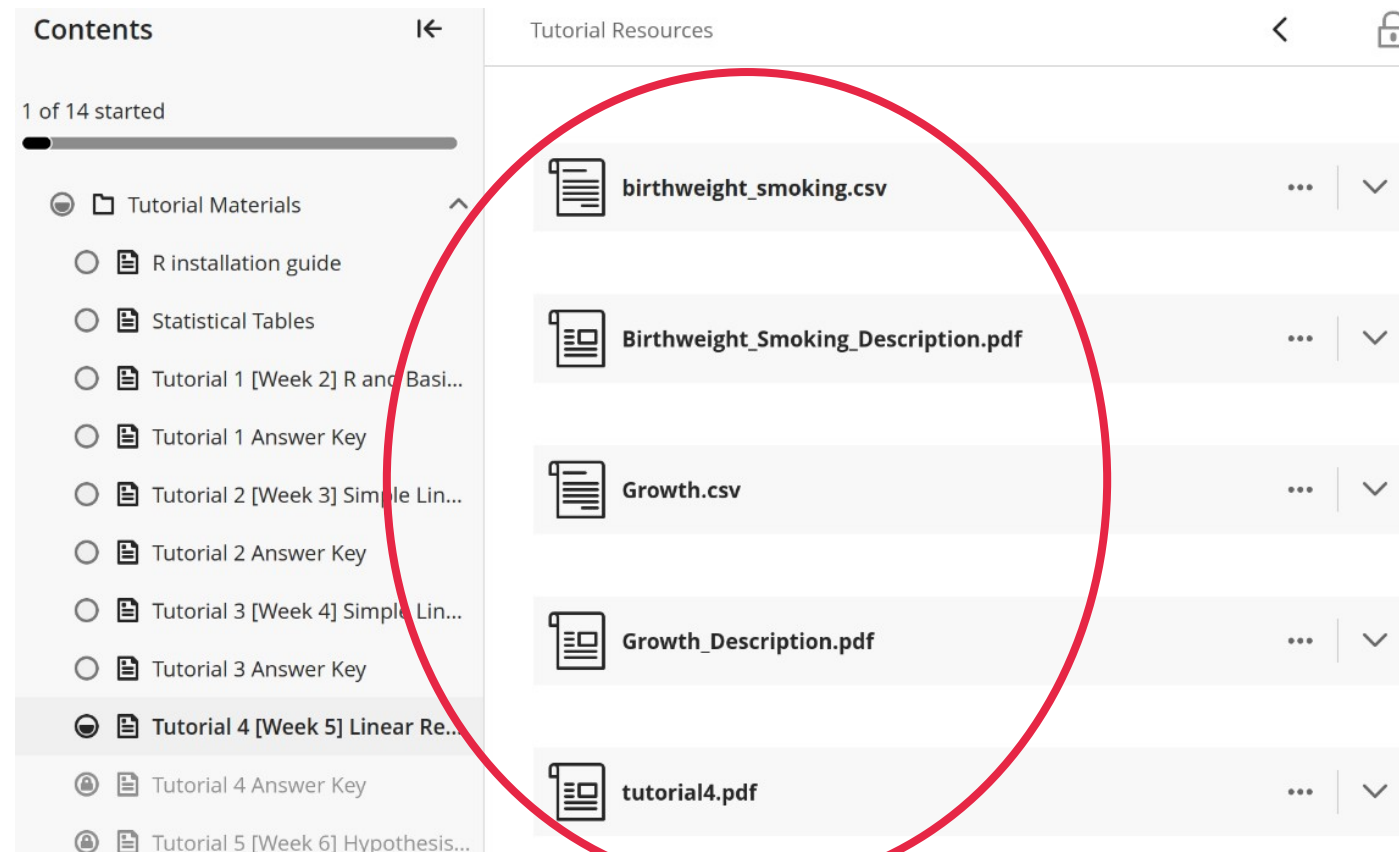 Contents
Tutorial Resources
1 of 14 started
Tutorial Materials
R installation guide
Statistical Tables
Tutorial 1 [Week 2] R and Basi...
Tutorial 1 Answer Key
Tutorial 2 [Week 3] Simple Lin...
Tutorial 2 Answer Key
Tutorial 3 [Week 4] Simple Lin...
Tutorial 3 Answer Key
Tutorial 4 [Week 5] Linear Re...
Tutorial 4 Answer Key
Tutorial 5 [Week 6] Hypothesis...
birthweight_smoking.csv
Birthweight_Smoking_Description.pdf
Growth.csv
Growth_Description.pdf
tutorial4.pdf